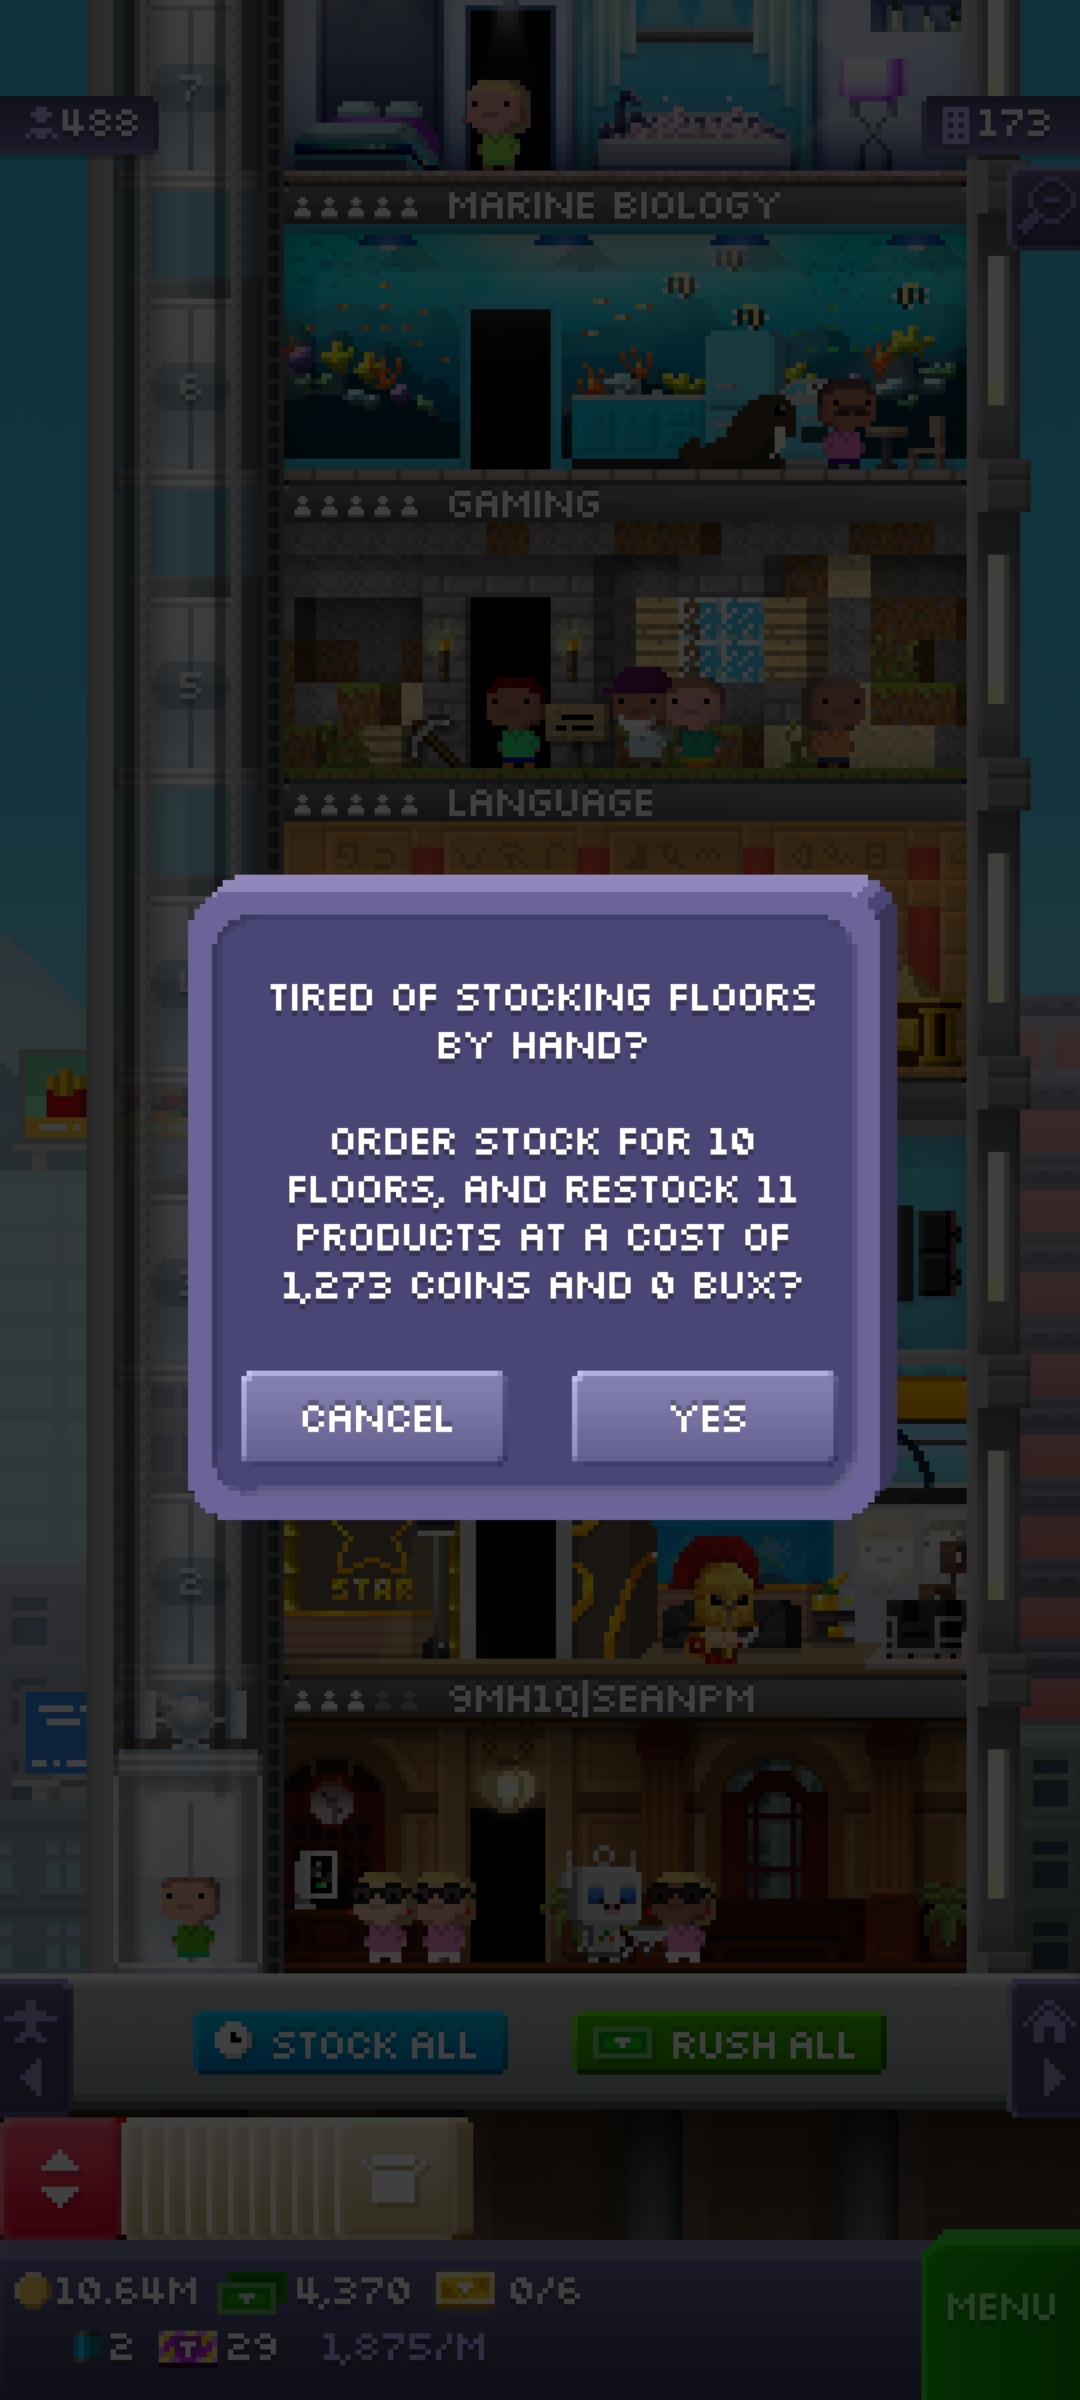 7
488
173
MARINE BIOLOGY
6
GAMING
5
LANGUAGE
TIRED OF STOCKING FLOORS
BY HAND?
ORDER STOCK FOR 10
FLOORS, AND RESTOCK 11
PRODUCTS AT A COST OF
1,273 COINS AND 0 BUX?
CANCEL
YES
STAR
2
9MH1Q|SEANPM
STOCK ALL
RUSH ALL
10.64M
4,370
0/6
MENU
2
29
1,875/M